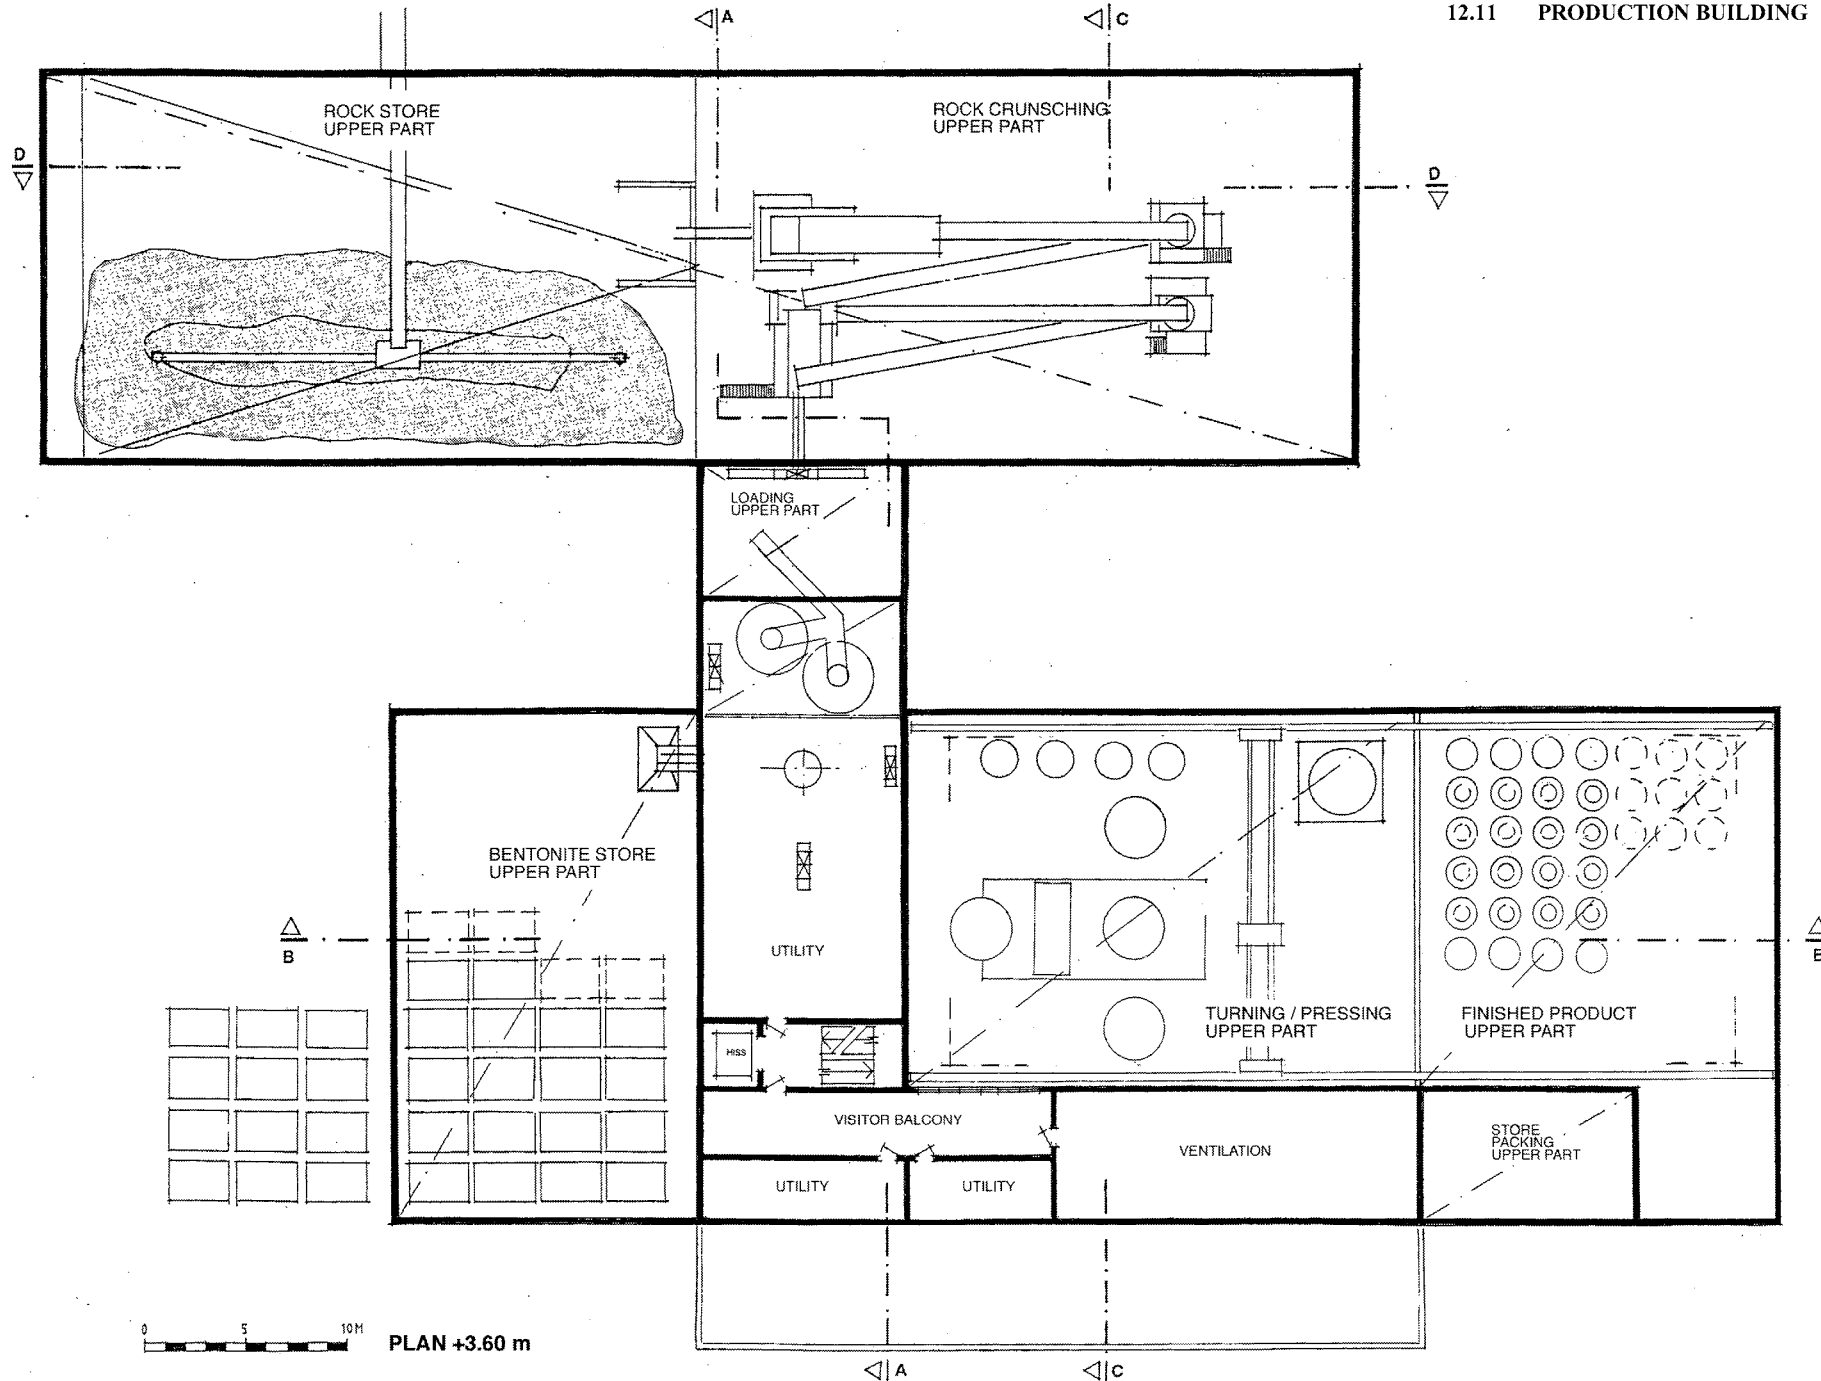 12.11 PRODUCTION BUILDING
A
C
ROCK STORE
UPPER PART
ROCK CRUNSCHING
UPPER PART
D
D
LOADING
UPPER PART
BENTONITE STORE
UPPER PART
UTILITY
B
B
TURNING / PRESSING
UPPER PART
FINISHED PRODUCT
UPPER PART
HISS
VISITOR BALCONY
VENTILATION
STORE
PACKING
UPPER PART
UTILITY
UTILITY
0 5 10M
PLAN +3.60 m
A
C